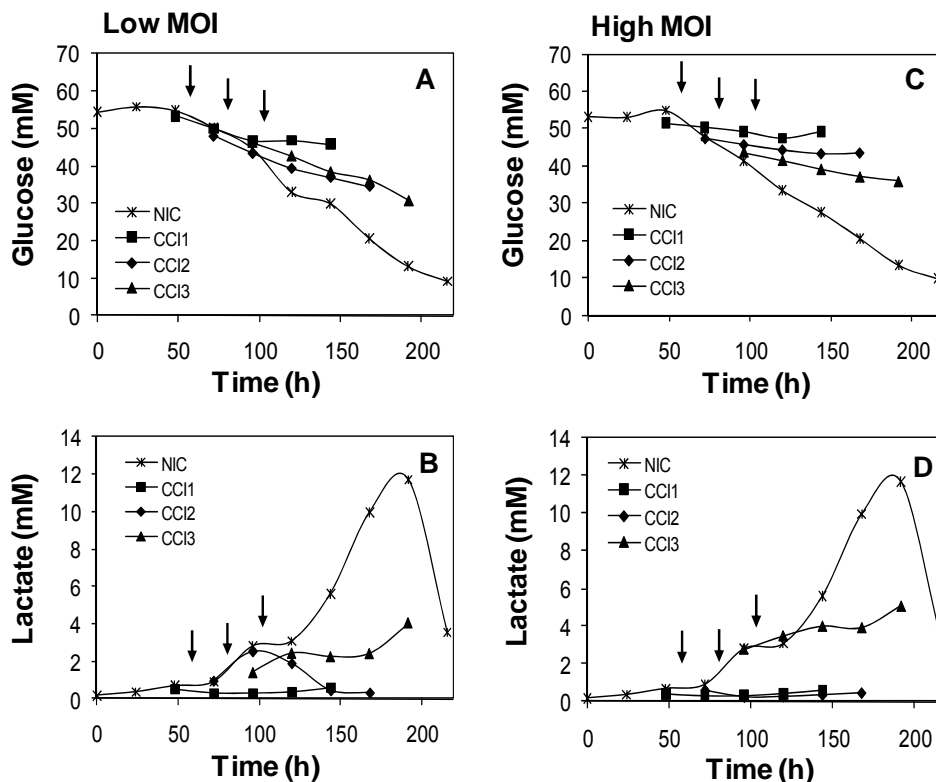 Low MOI
High MOI
A
Glucose (mM)
70
60
50
40
30
20
10
0
NIC
CCI1
CCI2
CCI3
0 50 100 150 200
Time (h)
C
Glucose (mM)
70
60
50
40
30
20
10
0
NIC
CCI1
CCI2
CCI3
0 50 100 150 200
Time (h)
B
Lactate (mM)
14
12
10
8
6
4
2
0
NIC
CCI1
CCI2
CCI3
0 50 100 150 200
Time (h)
D
Lactate (mM)
14
12
10
8
6
4
2
0
NIC
CCI1
CCI2
CCI3
0 50 100 150 200
Time (h)